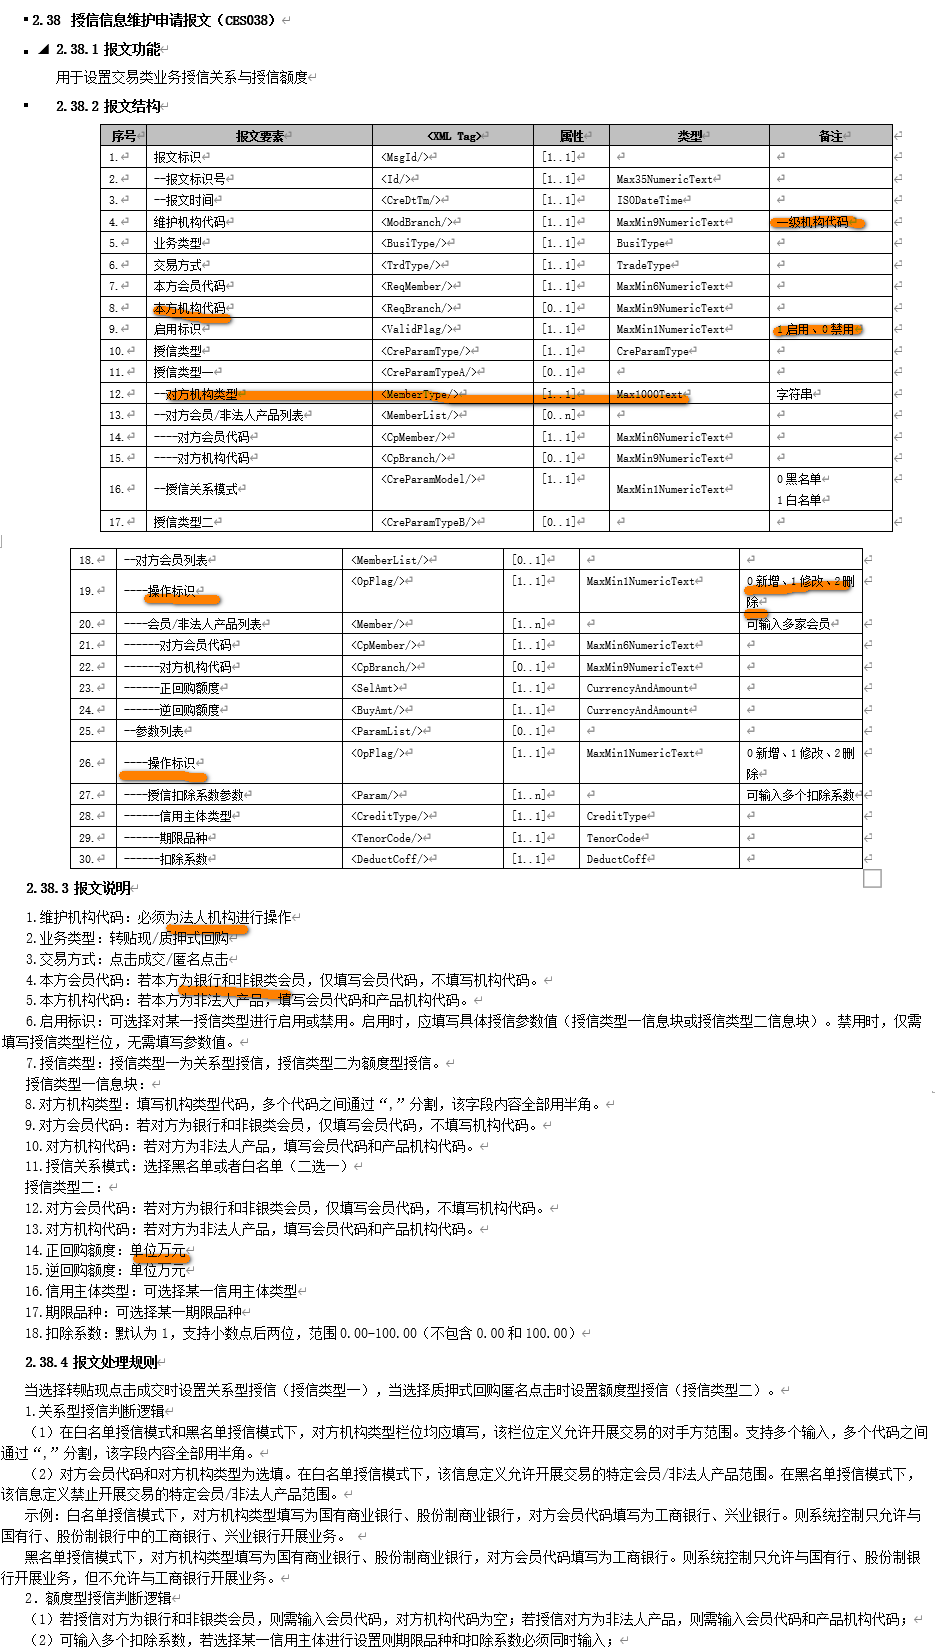 2.38 授信信息维护申请报文（CES038）
2.38.1 报文功能
用于设置交易类业务授信关系与授信额度
2.38.2 报文结构
序号 报文要素 <XML Tag> 属性 类型 备注
1. 报文标识 <MsgId/> [1..1]
2. --报文标识号 <Id/> [1..1] Max35NumericText
3. --报文时间 <CreDtTm/> [1..1] ISODateTime
4. 维护机构代码 <ModBranch/> [1..1] MaxMin9NumericText 一级机构代码
5. 业务类型 <BusiType/> [1..1] BusiType
6. 交易方式 <TrdType/> [1..1] TradeType
7. 本方会员代码 <ReqMember/> [1..1] MaxMin6NumericText
8. 本方机构代码 <ReqBranch/> [0..1] MaxMin9NumericText
9. 启用标识 <ValidFlag/> [1..1] MaxMin1NumericText 1启用、0禁用
10. 授信类型 <CreParamType/> [1..1] CreParamType
11. 授信类型一 <CreParamTypeA/> [0..1]
12. --对方机构类型 <MemberType/> [1..1] Max1000Text 字符串
13. --对方会员/非法人产品列表 <MemberList/> [0..n]
14. ----对方会员代码 <CpMember/> [1..1] MaxMin6NumericText
15. ----对方机构代码 <CpBranch/> [0..1] MaxMin9NumericText
16. --授信关系模式 <CreParamModel/> [1..1] MaxMin1NumericText 0黑名单
1白名单
17. 授信类型二 <CreParamTypeB/> [0..1]
18. --对方会员列表 <MemberList/> [0..1]
19. ----操作标识 <OpFlag/> [1..1] MaxMin1NumericText 0新增、1修改、2删
除
20. ----会员/非法人产品列表 <Member/> [1..n] 可输入多家会员
21. ------对方会员代码 <CpMember/> [1..1] MaxMin6NumericText
22. ------对方机构代码 <CpBranch/> [0..1] MaxMin9NumericText
23. ------正回购额度 <SelAmt> [1..1] CurrencyAndAmount
24. ------逆回购额度 <BuyAmt/> [1..1] CurrencyAndAmount
25. --参数列表 <ParamList/> [0..1]
26. ----操作标识 <OpFlag/> [1..1] MaxMin1NumericText 0新增、1修改、2删
除
27. ----授信扣除系数参数 <Param/> [1..n] 可输入多个扣除系数
28. ------信用主体类型 <CreditType/> [1..1] CreditType
29. ------期限品种 <TenorCode/> [1..1] TenorCode
30. ------扣除系数 <DeductCoff/> [1..1] DeductCoff
2.38.3 报文说明
1.维护机构代码：必须为法人机构进行操作
2.业务类型：转贴现/质押式回购
3.交易方式：点击成交/匿名点击
4.本方会员代码：若本方为银行和非银类会员，仅填写会员代码，不填写机构代码。
5.本方机构代码：若本方为非法人产品，填写会员代码和产品机构代码。
6.启用标识：可选择对某一授信类型进行启用或禁用。启用时，应填写具体授信参数值（授信类型一信息块或授信类型二信息块）。禁用时，仅需
填写授信类型栏位，无需填写参数值。
7.授信类型：授信类型一为关系型授信，授信类型二为额度型授信。
授信类型一信息块：
8.对方机构类型：填写机构类型代码，多个代码之间通过“,”分割，该字段内容全部用半角。
9.对方会员代码：若对方为银行和非银类会员，仅填写会员代码，不填写机构代码。
10.对方机构代码：若对方为非法人产品，填写会员代码和产品机构代码。
11.授信关系模式：选择黑名单或者白名单（二选一）
授信类型二：
12.对方会员代码：若对方为银行和非银类会员，仅填写会员代码，不填写机构代码。
13.对方机构代码：若对方为非法人产品，填写会员代码和产品机构代码。
14.正回购额度：单位万元
15.逆回购额度：单位万元
16.信用主体类型：可选择某一信用主体类型
17.期限品种：可选择某一期限品种
18.扣除系数：默认为1，支持小数点后两位，范围0.00-100.00（不包含0.00和100.00）
2.38.4 报文处理规则
当选择转贴现点击成交时设置关系型授信（授信类型一），当选择质押式回购匿名点击时设置额度型授信（授信类型二）。
1.关系型授信判断逻辑
（1）在白名单授信模式和黑名单授信模式下，对方机构类型栏位均应填写，该栏位定义允许开展交易的对手方范围。支持多个输入，多个代码之间
通过“,”分割，该字段内容全部用半角。
（2）对方会员代码和对方机构类型为选填。在白名单授信模式下，该信息定义允许开展交易的特定会员/非法人产品范围。在黑名单授信模式下，
该信息定义禁止开展交易的特定会员/非法人产品范围。
示例：白名单授信模式下，对方机构类型填写为国有商业银行、股份制商业银行，对方会员代码填写为工商银行、兴业银行。则系统控制只允许与
国有行、股份制银行中的工商银行、兴业银行开展业务。
黑名单授信模式下，对方机构类型填写为国有商业银行、股份制商业银行，对方会员代码填写为工商银行。则系统控制只允许与国有行、股份制银
行开展业务，但不允许与工商银行开展业务。
2. 额度型授信判断逻辑
（1）若授信对方为银行和非银类会员，则需输入会员代码，对方机构代码为空；若授信对方为非法人产品，则需输入会员代码和产品机构代码；
（2）可输入多个扣除系数，若选择某一信用主体进行设置则期限品种和扣除系数必须同时输入；